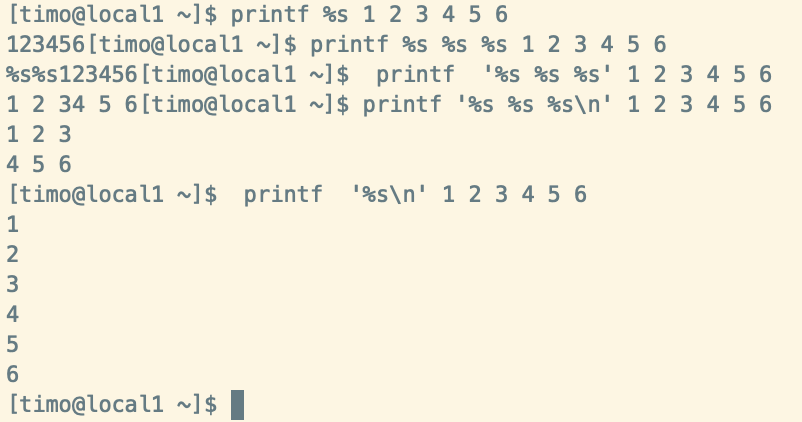 [timo@local1 ~]$ printf %s 1 2 3 4 5 6
123456[timo@local1 ~]$ printf %s %s %s 1 2 3 4 5 6
%s%s123456[timo@local1 ~]$  printf  '%s %s %s' 1 2 3 4 5 6
1 2 34 5 6[timo@local1 ~]$ printf '%s %s %s\n' 1 2 3 4 5 6
1 2 3
4 5 6
[timo@local1 ~]$  printf  '%s\n' 1 2 3 4 5 6
1
2
3
4
5
6
[timo@local1 ~]$